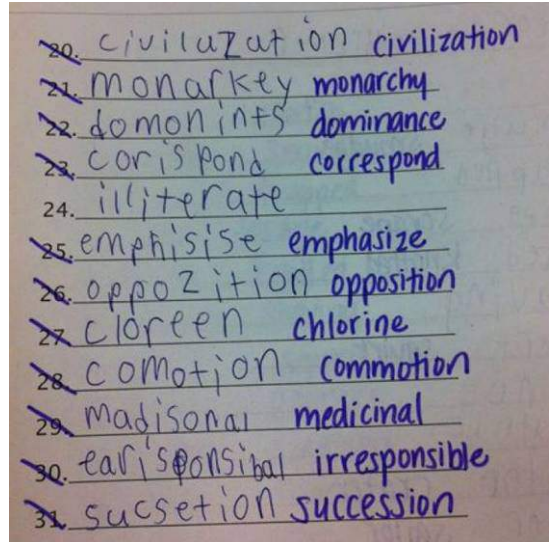 20. civiluzution civilization
21. monarkey monarchy
22. domonints dominance
23. corispond correspond
24. illiterate
25. emphisise emphasize
26. oppozition opposition
27. cloreen chlorine
28. comotion commotion
29. madisonal medicinal
30. earisponsibal irresponsible
31. sucsetion succession